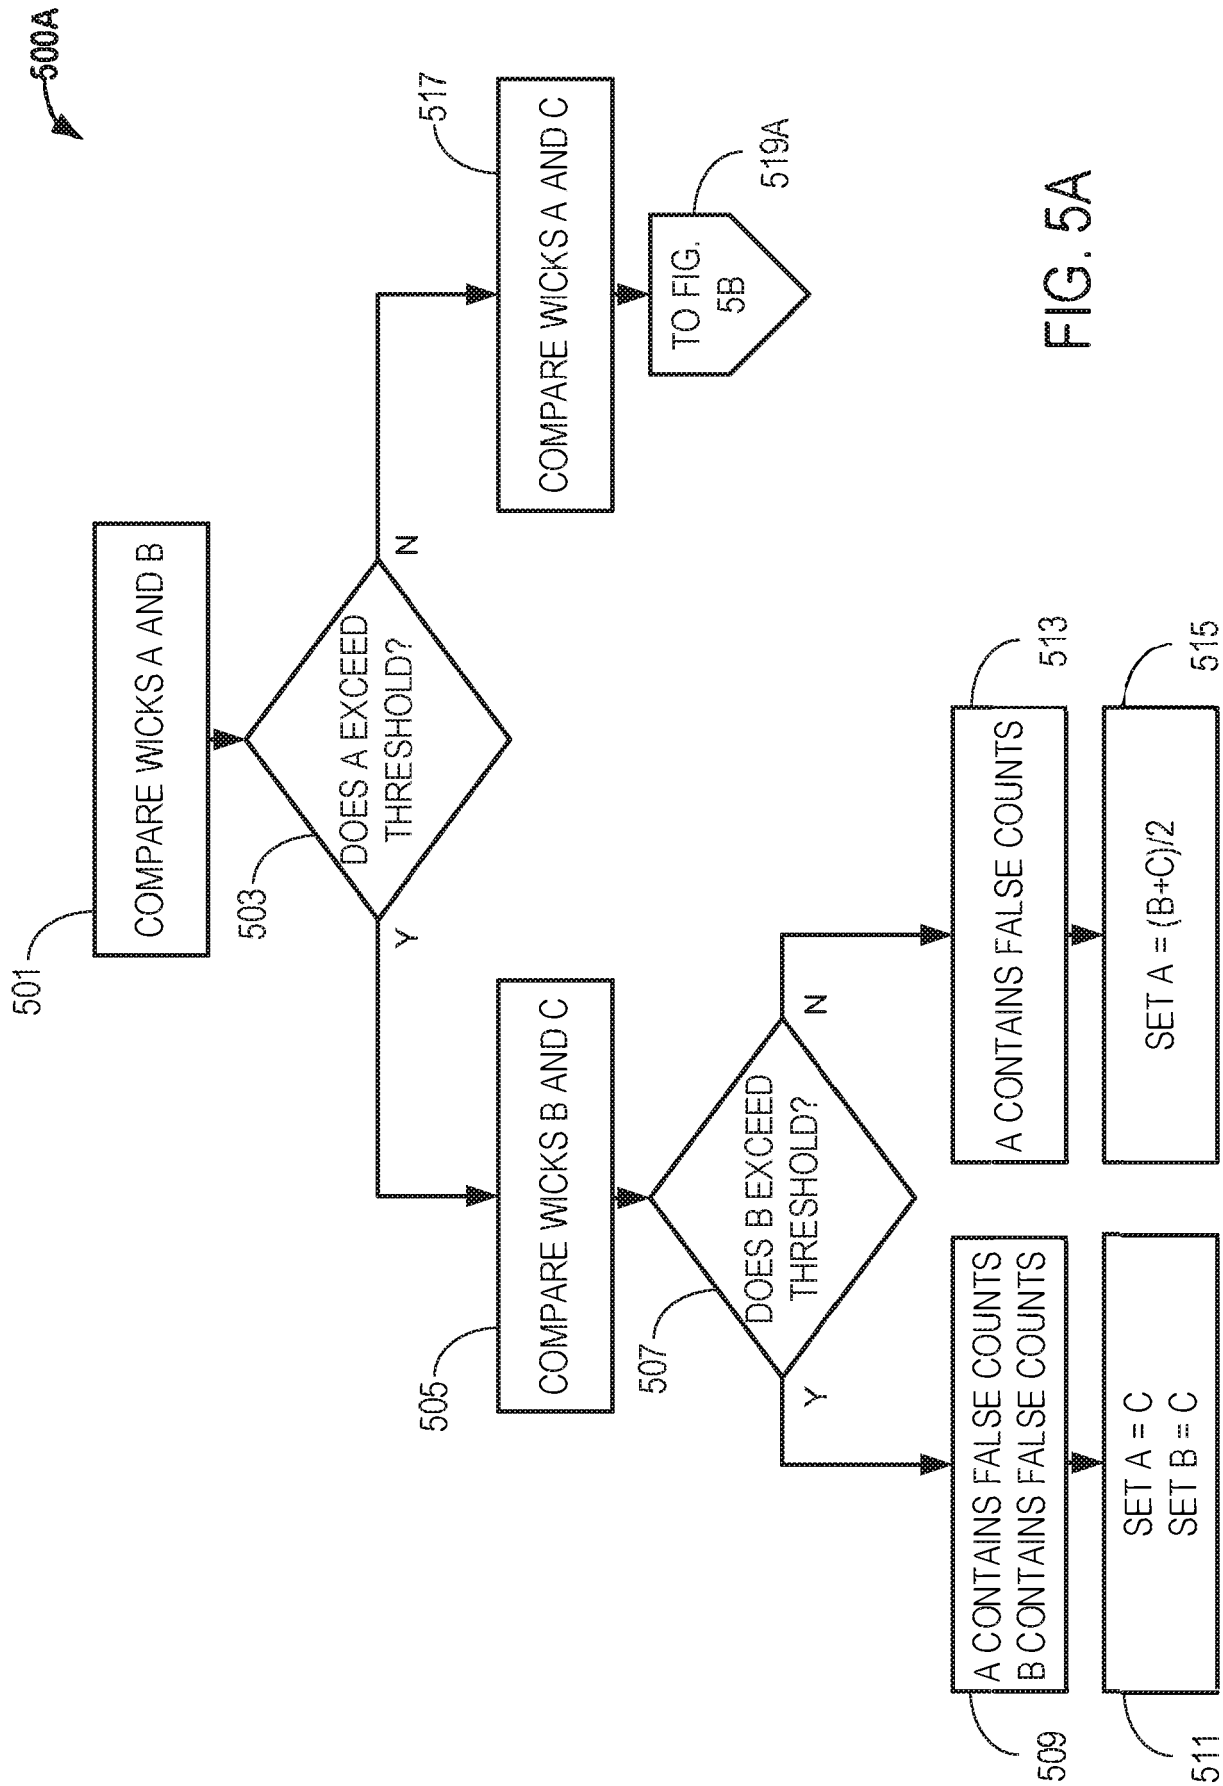 500A
501
COMPARE WICKS A AND B
503
DOES A EXCEED
THRESHOLD?
Y
N
505
COMPARE WICKS B AND C
517
COMPARE WICKS A AND C
507
DOES B EXCEED
THRESHOLD?
Y
N
TO FIG.
5B
519A
509
A CONTAINS FALSE COUNTS
B CONTAINS FALSE COUNTS
513
A CONTAINS FALSE COUNTS
511
SET A = C
SET B = C
515
SET A = (B+C)/2
FIG. 5A